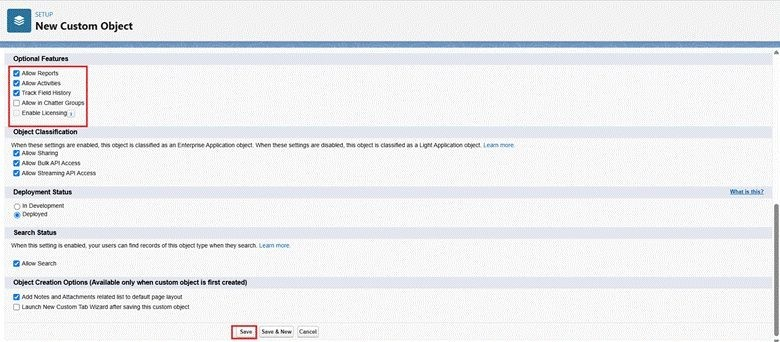 SETUP
New Custom Object
Optional Features
Allow Reports
Allow Activities
Track Field History
Allow in Chatter Groups
Enable Licensing i
Object Classification
When these settings are enabled, this object is classified as an Enterprise Application object. When these settings are disabled, this object is classified as a Light Application object. Learn more.
Allow Sharing
Allow Bulk API Access
Allow Streaming API Access
Deployment Status What is this?
In Development
Deployed
Search Status
When this setting is enabled, your users can find records of this object type when they search. Learn more.
Allow Search
Object Creation Options (Available only when custom object is first created)
Add Notes and Attachments related list to default page layout
Launch New Custom Tab Wizard after saving this custom object
Save Save & New Cancel